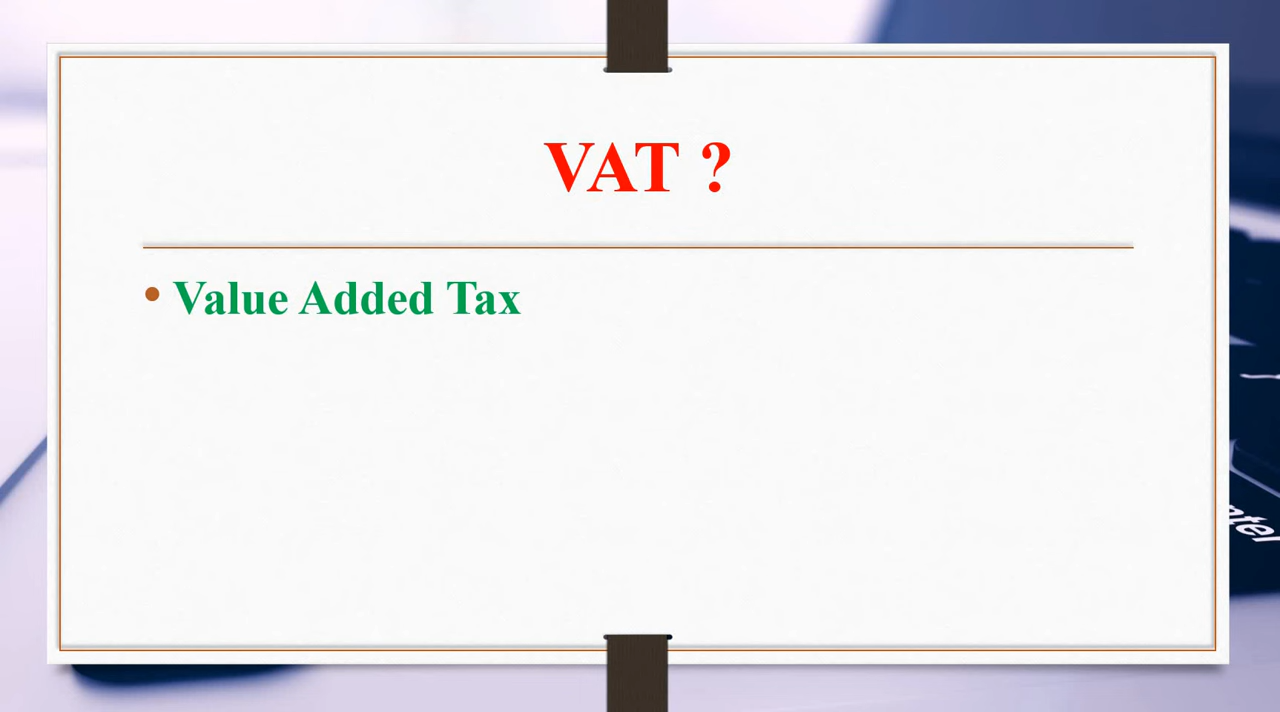 VAT ?
• Value Added Tax